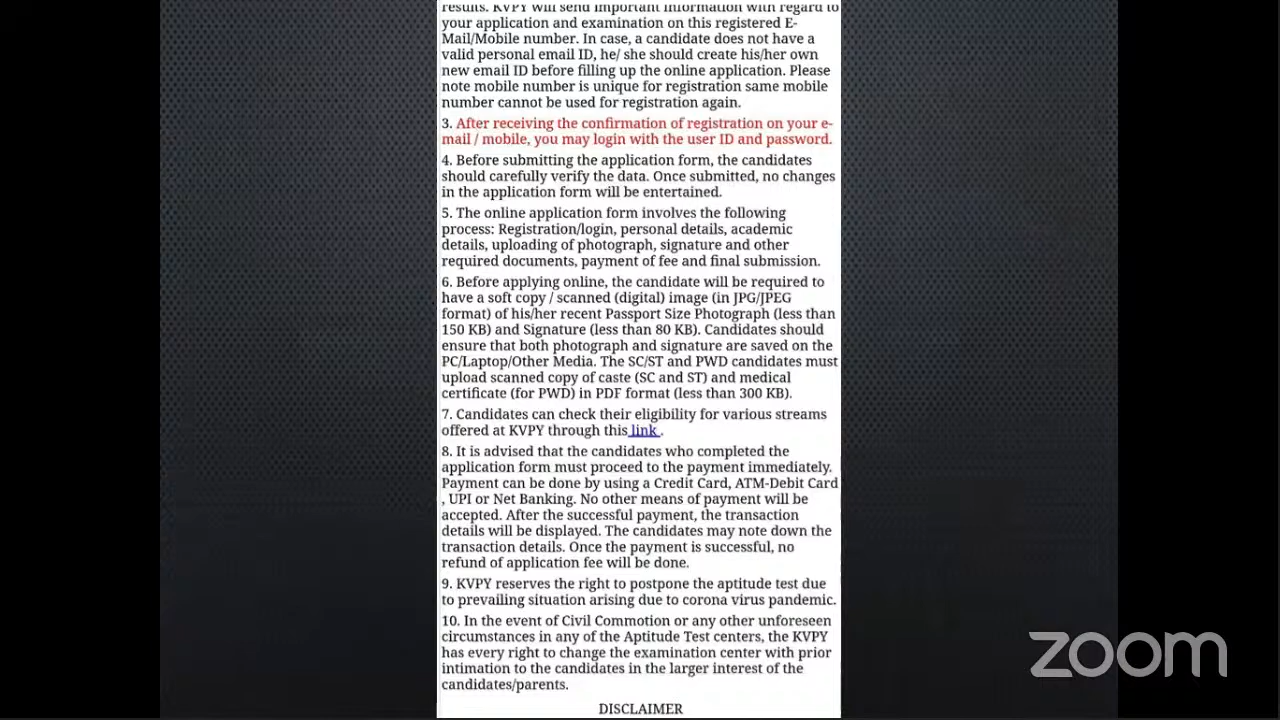 results. KVPY will send important information with regard to
your application and examination on this registered E-
Mail/Mobile number. In case, a candidate does not have a
valid personal email ID, he/ she should create his/her own
new email ID before filling up the online application. Please
note mobile number is unique for registration same mobile
number cannot be used for registration again.
3. After receiving the confirmation of registration on your e-
mail / mobile, you may login with the user ID and password.
4. Before submitting the application form, the candidates
should carefully verify the data. Once submitted, no changes
in the application form will be entertained.
5. The online application form involves the following
process: Registration/login, personal details, academic
details, uploading of photograph, signature and other
required documents, payment of fee and final submission.
6. Before applying online, the candidate will be required to
have a soft copy / scanned (digital) image (in JPG/JPEG
format) of his/her recent Passport Size Photograph (less than
150 KB) and Signature (less than 80 KB). Candidates should
ensure that both photograph and signature are saved on the
PC/Laptop/Other Media. The SC/ST and PWD candidates must
upload scanned copy of caste (SC and ST) and medical
certificate (for PWD) in PDF format (less than 300 KB).
7. Candidates can check their eligibility for various streams
offered at KVPY through this link .
8. It is advised that the candidates who completed the
application form must proceed to the payment immediately.
Payment can be done by using a Credit Card, ATM-Debit Card
, UPI or Net Banking. No other means of payment will be
accepted. After the successful payment, the transaction
details will be displayed. The candidates may note down the
transaction details. Once the payment is successful, no
refund of application fee will be done.
9. KVPY reserves the right to postpone the aptitude test due
to prevailing situation arising due to corona virus pandemic.
10. In the event of Civil Commotion or any other unforeseen
circumstances in any of the Aptitude Test centers, the KVPY
has every right to change the examination center with prior
intimation to the candidates in the larger interest of the
candidates/parents.
DISCLAIMER
zoom